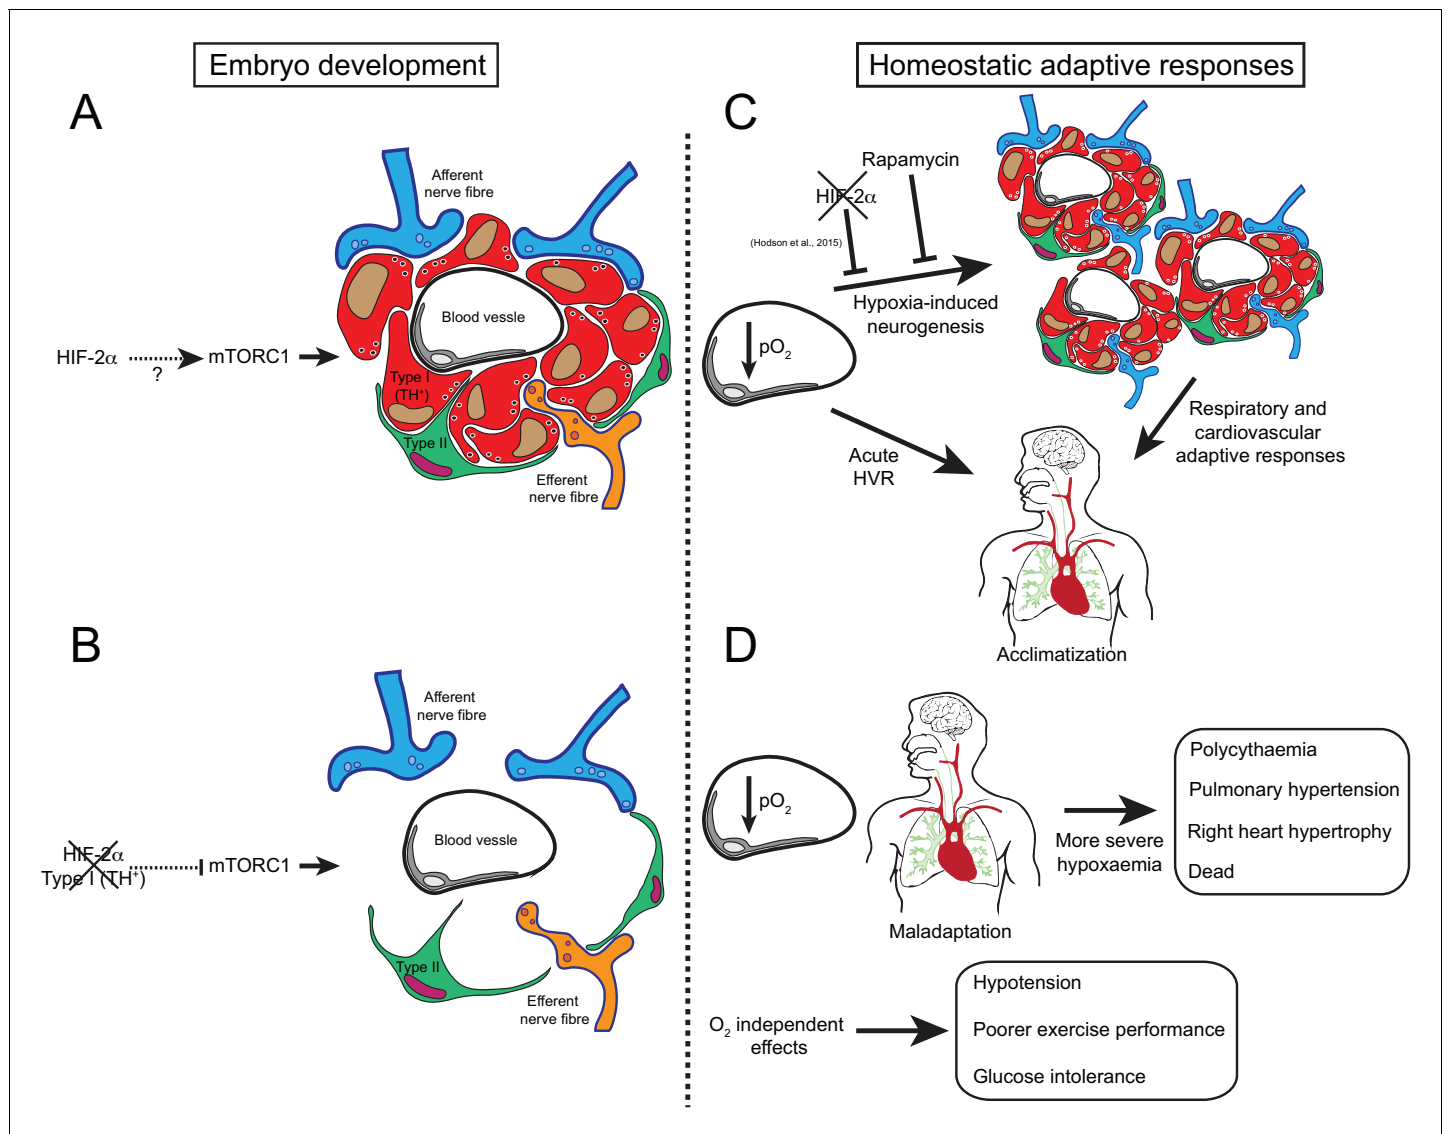 Embryo development
A
Afferent
nerve fibre
Blood vessle
HIF-2α
?
mTORC1
Type I
(TH+)
Type II
Efferent
nerve fibre
B
Afferent
nerve fibre
Blood vessle
HIF-2α
Type I (TH+)
mTORC1
Type II
Efferent
nerve fibre
Homeostatic adaptive responses
C
Rapamycin
HIF-2α
(Hodson et al., 2015)
Hypoxia-induced
neurogenesis
pO2
Acute
HVR
Respiratory and
cardiovascular
adaptive responses
Acclimatization
D
pO2
Maladaptation
More severe
hypoxaemia
Polycythaemia
Pulmonary hypertension
Right heart hypertrophy
Dead
O2 independent
effects
Hypotension
Poorer exercise performance
Glucose intolerance